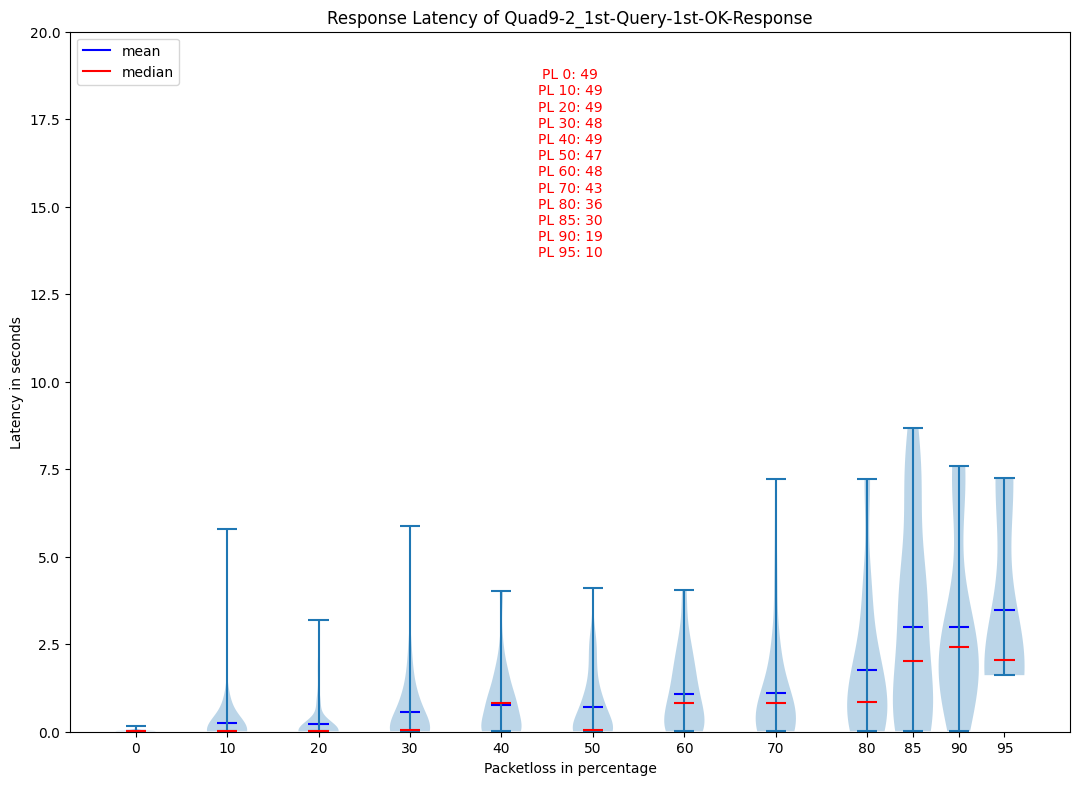 Response Latency of Quad9-2_1st-Query-1st-OK-Response
mean
median
PL 0: 49
PL 10: 49
PL 20: 49
PL 30: 48
PL 40: 49
PL 50: 47
PL 60: 48
PL 70: 43
PL 80: 36
PL 85: 30
PL 90: 19
PL 95: 10
Latency in seconds
20.0
17.5
15.0
12.5
10.0
7.5
5.0
2.5
0.0
0 10 20 30 40 50 60 70 80 85 90 95
Packetloss in percentage